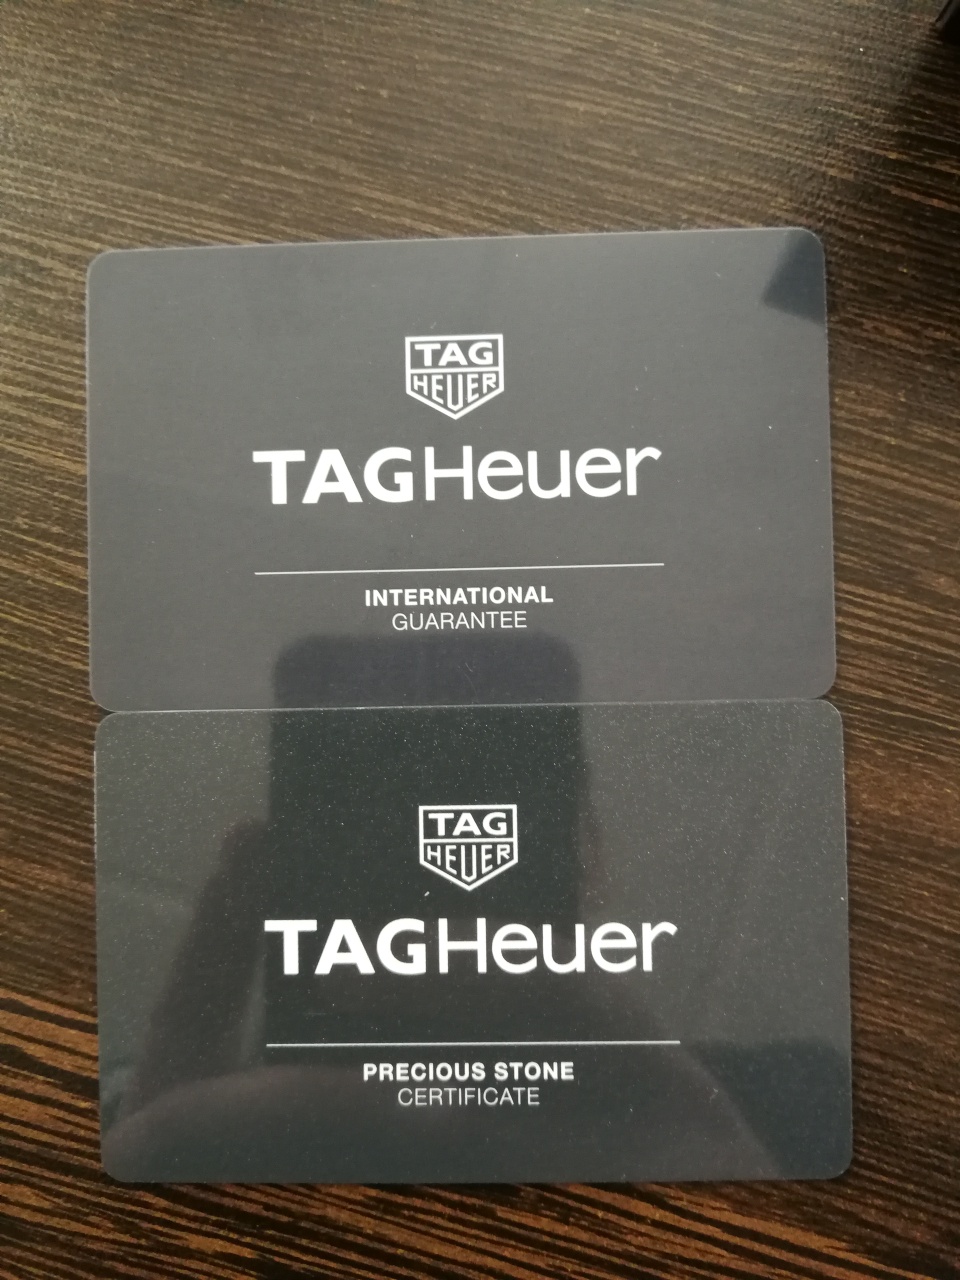 TAG
HEUER
TAGHeuer
INTERNATIONAL
GUARANTEE
TAG
HEUER
TAGHeuer
PRECIOUS STONE
CERTIFICATE